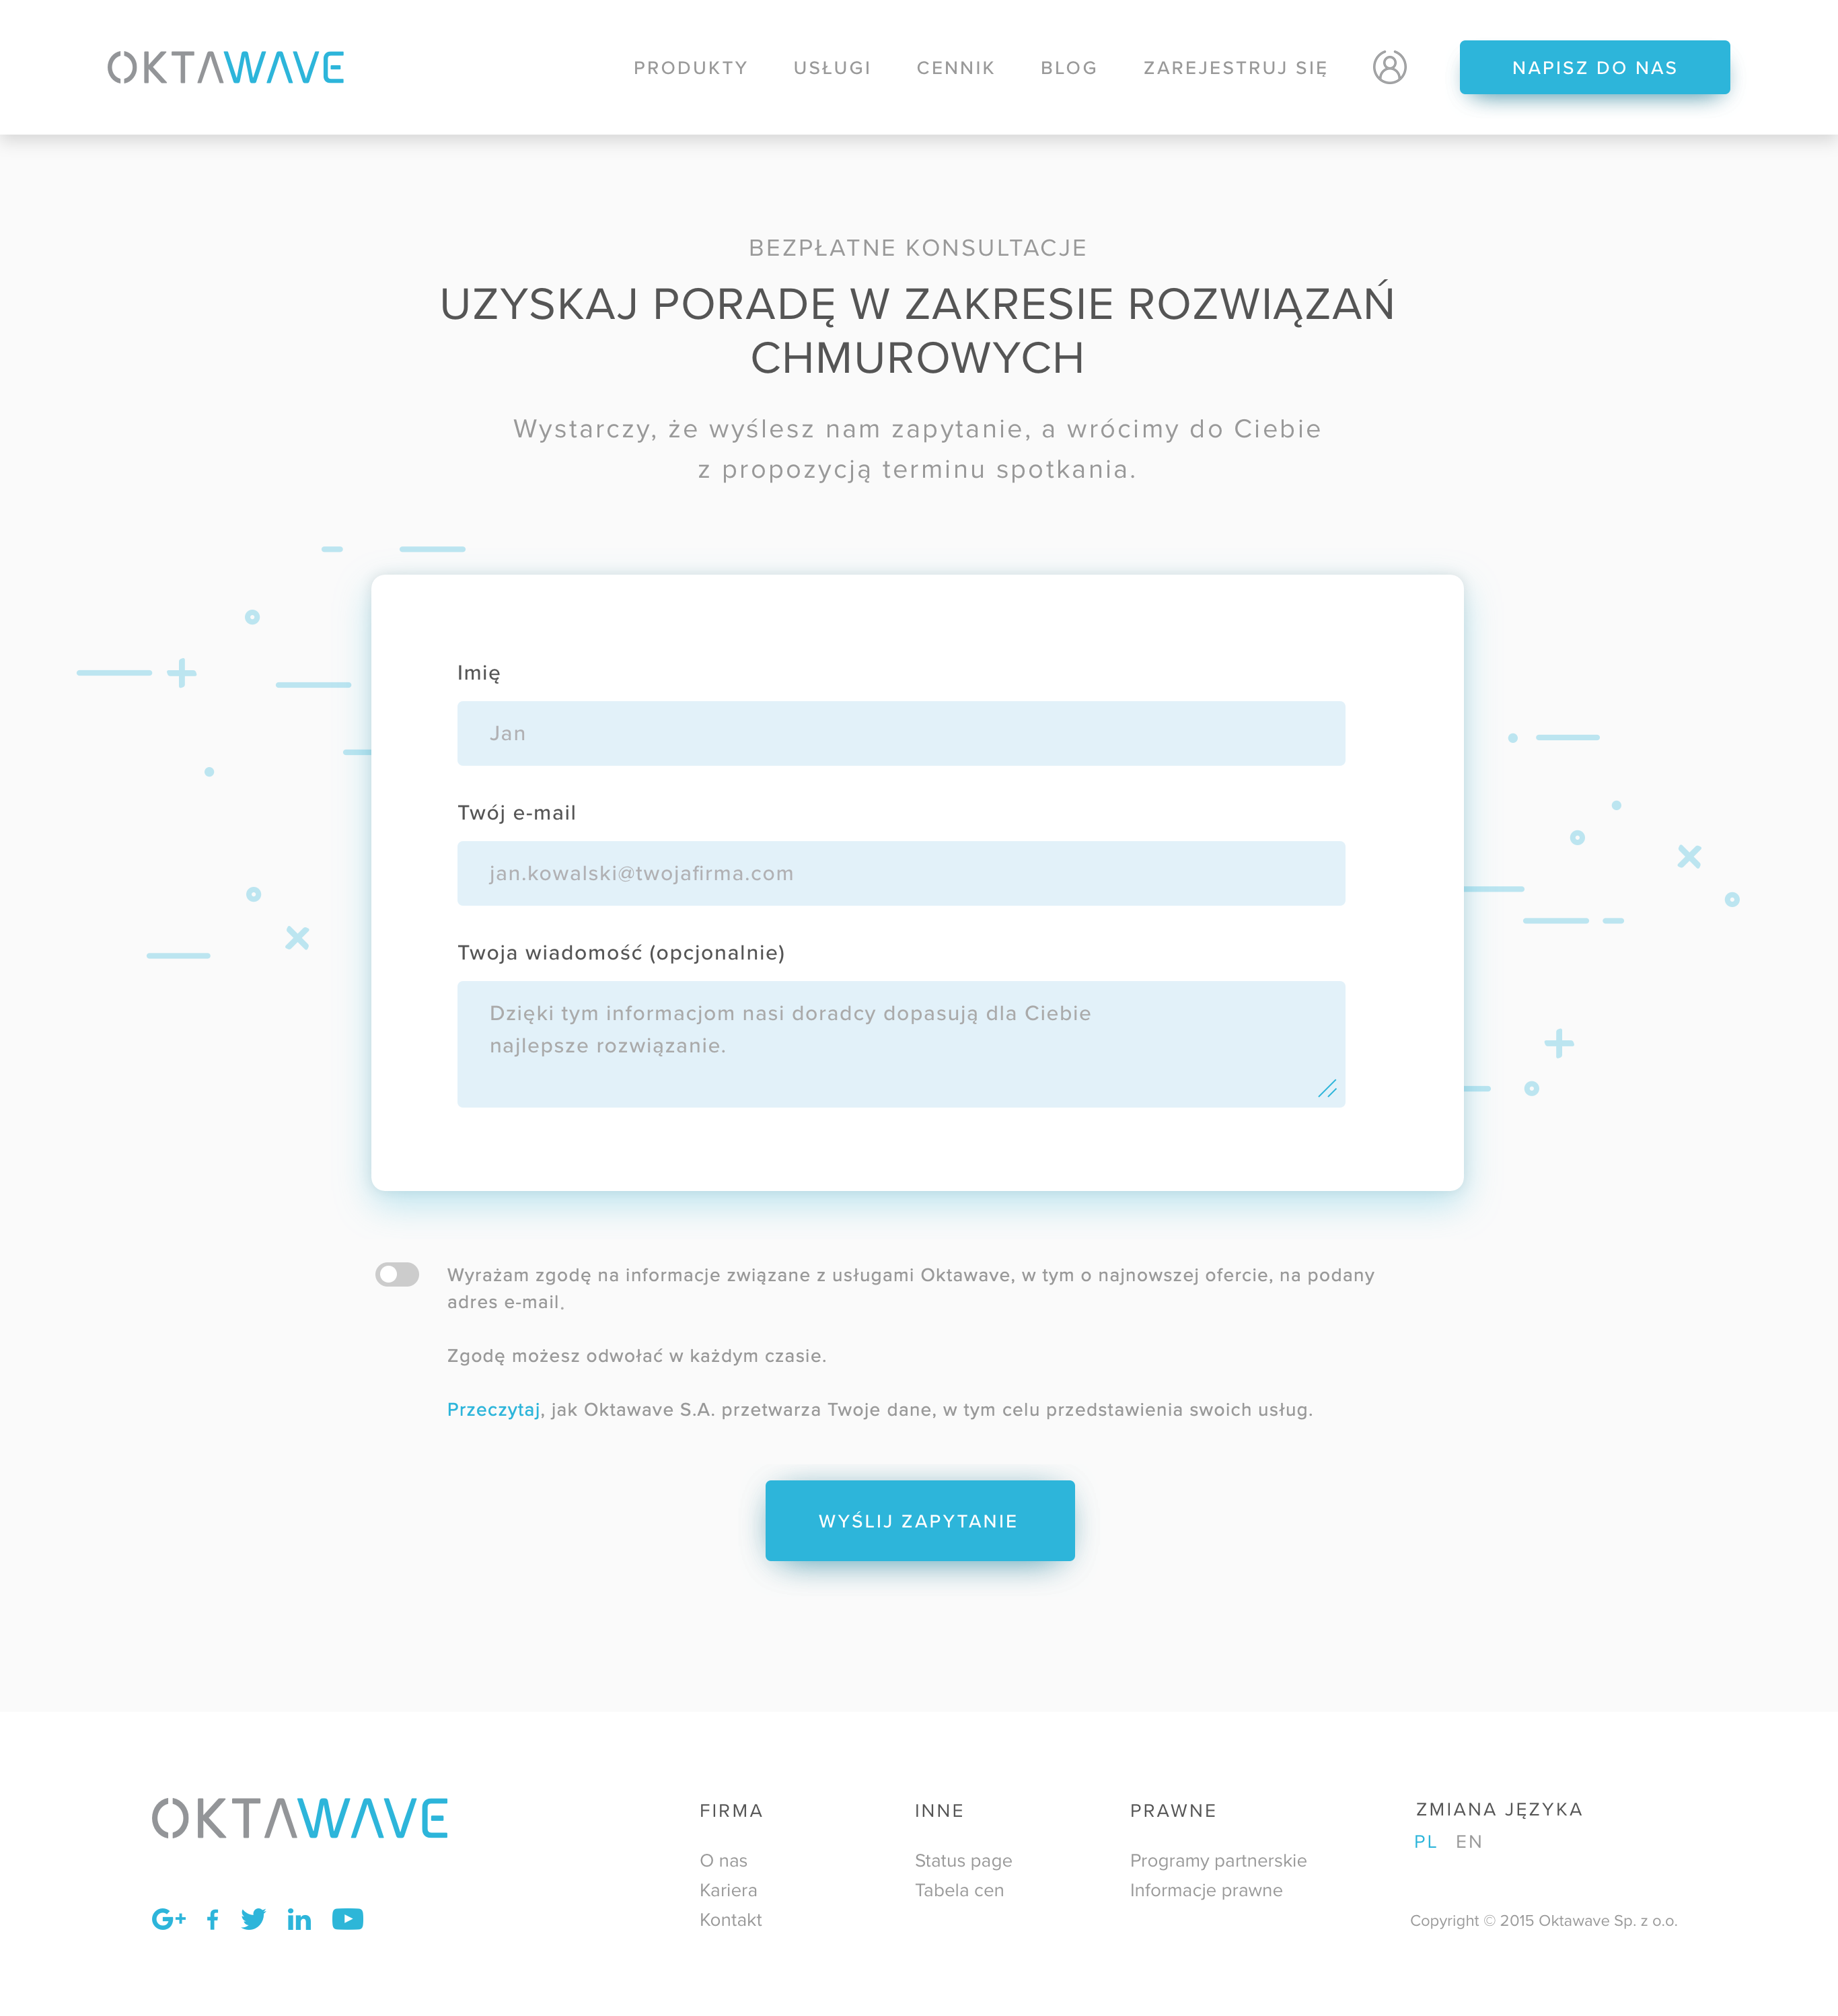 OKTAWAVE
PRODUKTY USŁUGI CENNIK BLOG ZAREJESTRUJ SIĘ NAPISZ DO NAS
BEZPŁATNE KONSULTACJE
UZYSKAJ PORADĘ W ZAKRESIE ROZWIĄZAŃ
CHMUROWYCH
Wystarczy, że wyślesz nam zapytanie, a wrócimy do Ciebie
z propozycją terminu spotkania.
Imię
Jan
Twój e-mail
jan.kowalski@twojafirma.com
Twoja wiadomość (opcjonalnie)
Dzięki tym informacjom nasi doradcy dopasują dla Ciebie
najlepsze rozwiązanie.
Wyrażam zgodę na informacje związane z usługami Oktawave, w tym o najnowszej ofercie, na podany
adres e-mail.
Zgodę możesz odwołać w każdym czasie.
Przeczytaj, jak Oktawave S.A. przetwarza Twoje dane, w tym celu przedstawienia swoich usług.
WYŚLIJ ZAPYTANIE
OKTAWAVE
FIRMA
O nas
Kariera
Kontakt
INNE
Status page
Tabela cen
PRAWNE
Programy partnerskie
Informacje prawne
ZMIANA JĘZYKA
PL EN
Copyright © 2015 Oktawave Sp. z o.o.